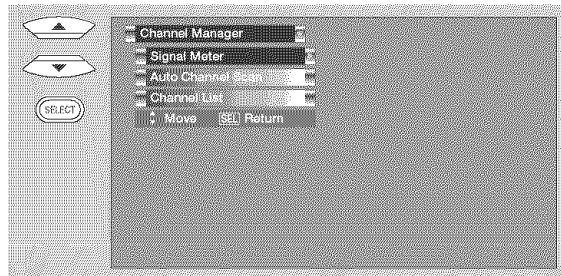 Channel Manager
Signal Meter
Auto Channel Scan
Channel List
Move SEL Return
SELECT